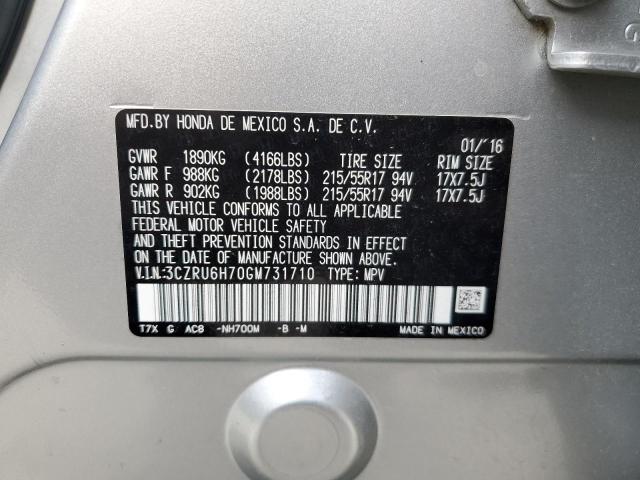 MFD.BY HONDA DE MEXICO S.A. DE C.V.
01/'16
GVWR 1890KG (4166LBS) TIRE SIZE RIM SIZE
GAWR F 988KG (2178LBS) 215/55R17 94V 17X7.5J
GAWR R 902KG (1988LBS) 215/55R17 94V 17X7.5J
THIS VEHICLE CONFORMS TO ALL APPLICABLE
FEDERAL MOTOR VEHICLE SAFETY
AND THEFT PREVENTION STANDARDS IN EFFECT
ON THE DATE OF MANUFACTURE SHOWN ABOVE.
V.I.N.:3CZRU6H70GM731710 TYPE: MPV
T7X G AC8 -NH700M -B -M MADE IN MEXICO